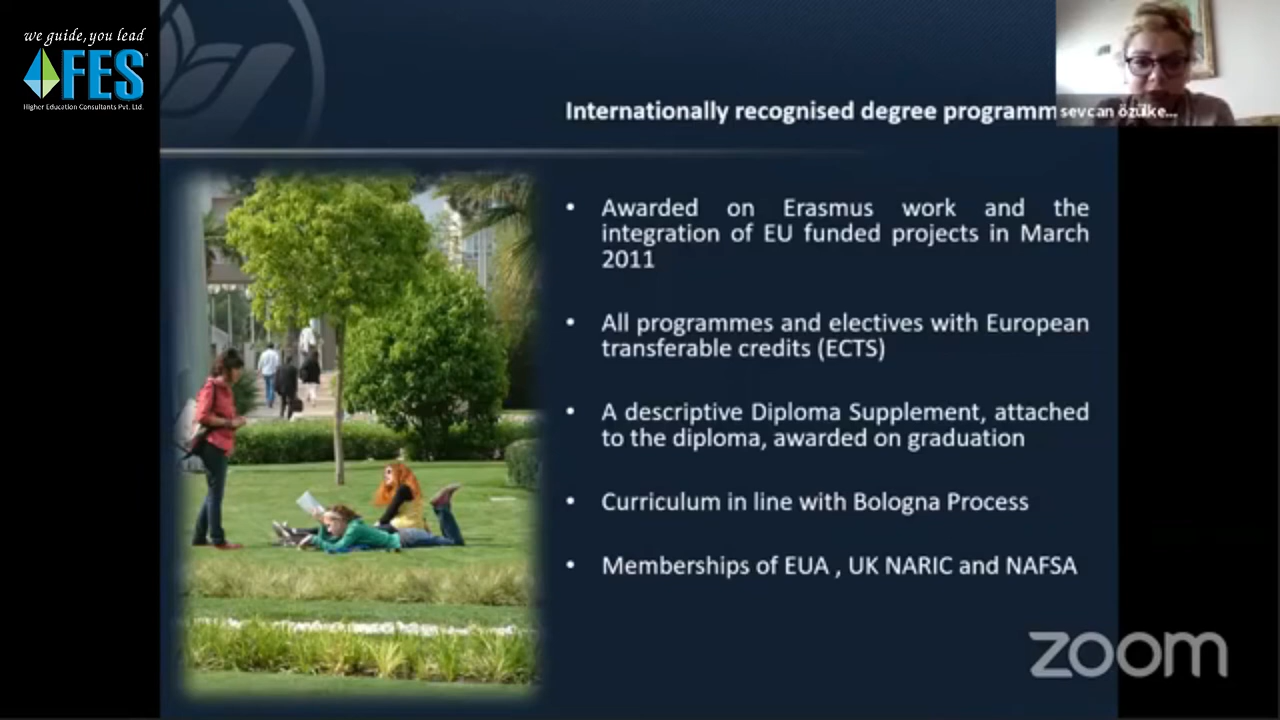 we guide, you lead
FES
Higher Education Consultants Pvt. Ltd.
Internationally recognised degree programm
sevcan özülke...
• Awarded on Erasmus work and the
integration of EU funded projects in March
2011
• All programmes and electives with European
transferable credits (ECTS)
• A descriptive Diploma Supplement, attached
to the diploma, awarded on graduation
• Curriculum in line with Bologna Process
• Memberships of EUA , UK NARIC and NAFSA
zoom